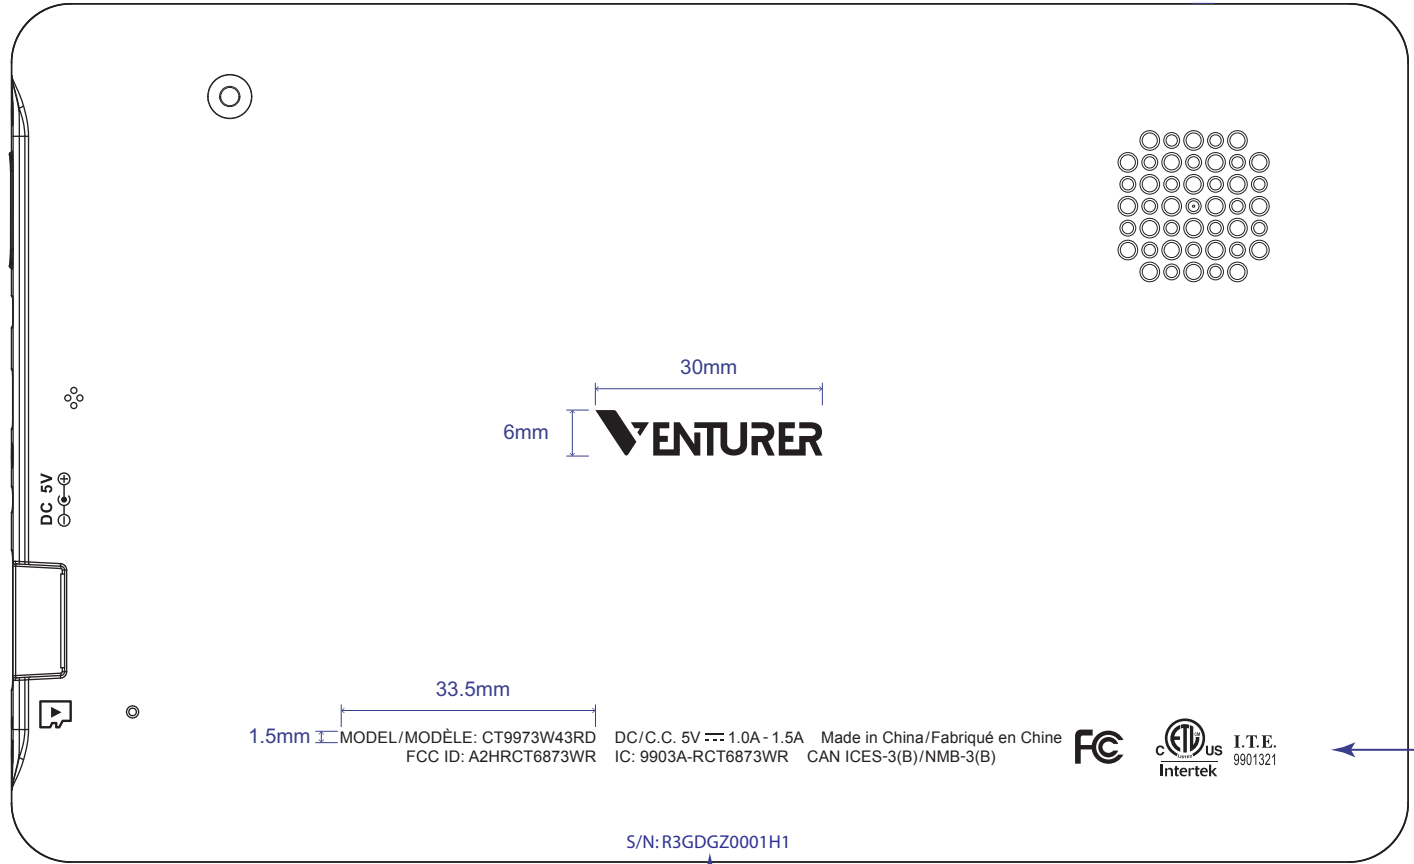 30mm
6mm
VENTURER
DC 5V
33.5mm
1.5mm
MODEL/MODÈLE: CT9973W43RD DC/C.C. 5V ⎓ 1.0A - 1.5A Made in China/Fabriqué en Chine
FCC ID: A2HRCT6873WR IC: 9903A-RCT6873WR CAN ICES-3(B)/NMB-3(B)
FC
C ETL CM US
LISTED
Intertek
I.T.E.
9901321
S/N: R3GDGZ0001H1